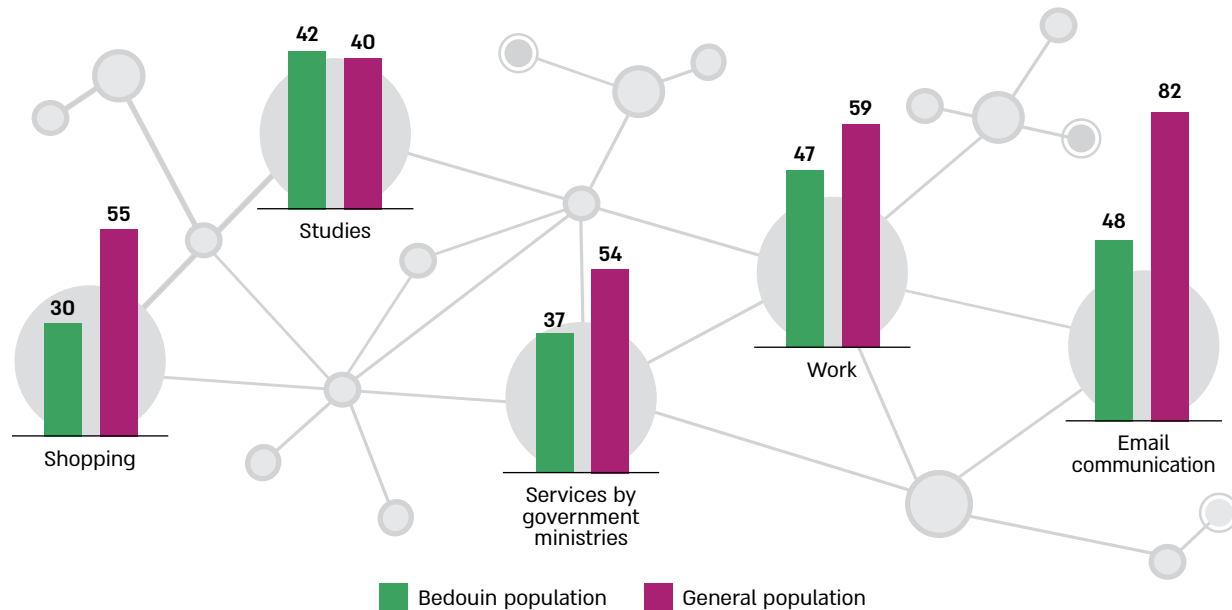 42 40
Studies
30 55
Shopping
37 54
Services by
government
ministries
47 59
Work
48 82
Email
communication
Bedouin population General population